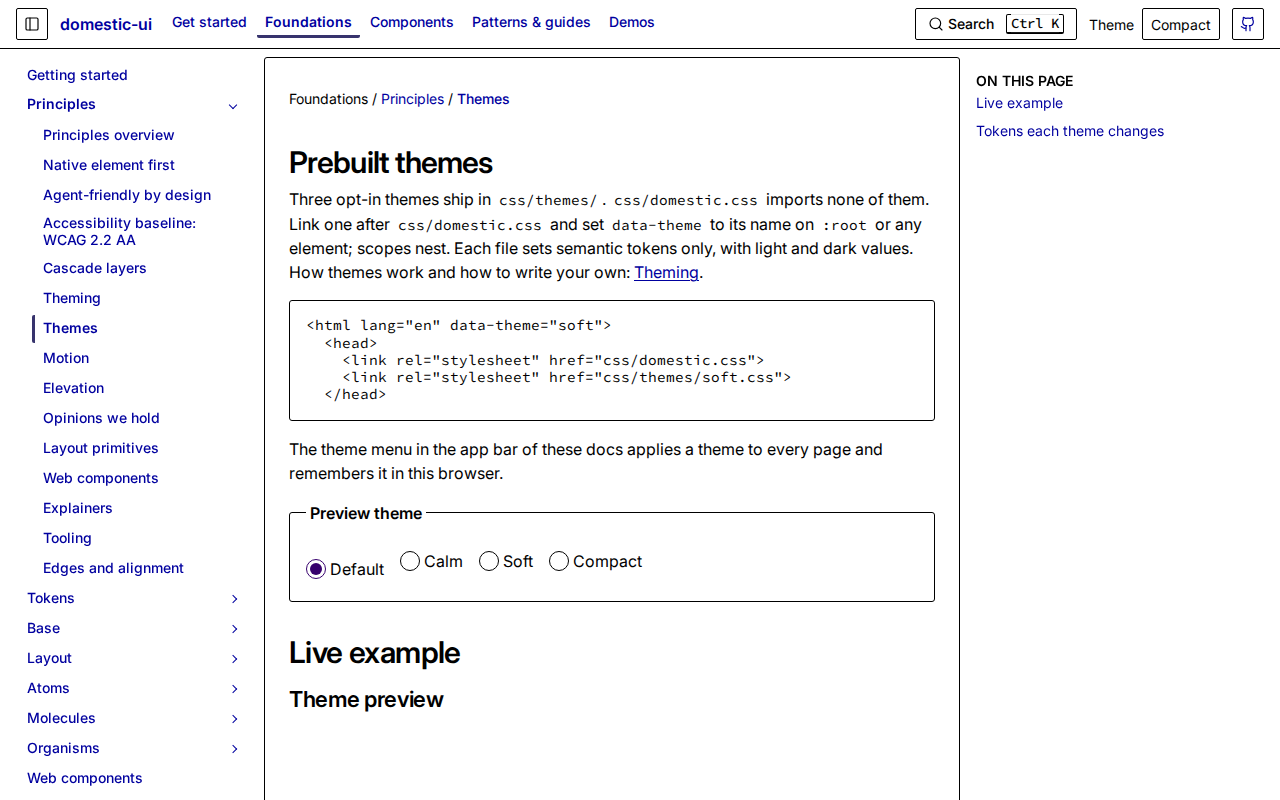 domestic-ui Get started Foundations Components Patterns & guides Demos Search Ctrl K Theme Compact
Getting started
Principles
Principles overview
Native element first
Agent-friendly by design
Accessibility baseline:
WCAG 2.2 AA
Cascade layers
Theming
Themes
Motion
Elevation
Opinions we hold
Layout primitives
Web components
Explainers
Tooling
Edges and alignment
Tokens
Base
Layout
Atoms
Molecules
Organisms
Web components
Foundations / Principles / Themes
Prebuilt themes
Three opt-in themes ship in css/themes/. css/domestic.css imports none of them.
Link one after css/domestic.css and set data-theme to its name on :root or any
element; scopes nest. Each file sets semantic tokens only, with light and dark values.
How themes work and how to write your own: Theming.
<html lang="en" data-theme="soft">
  <head>
    <link rel="stylesheet" href="css/domestic.css">
    <link rel="stylesheet" href="css/themes/soft.css">
  </head>
The theme menu in the app bar of these docs applies a theme to every page and
remembers it in this browser.
Preview theme
Default Calm Soft Compact
Live example
Theme preview
ON THIS PAGE
Live example
Tokens each theme changes